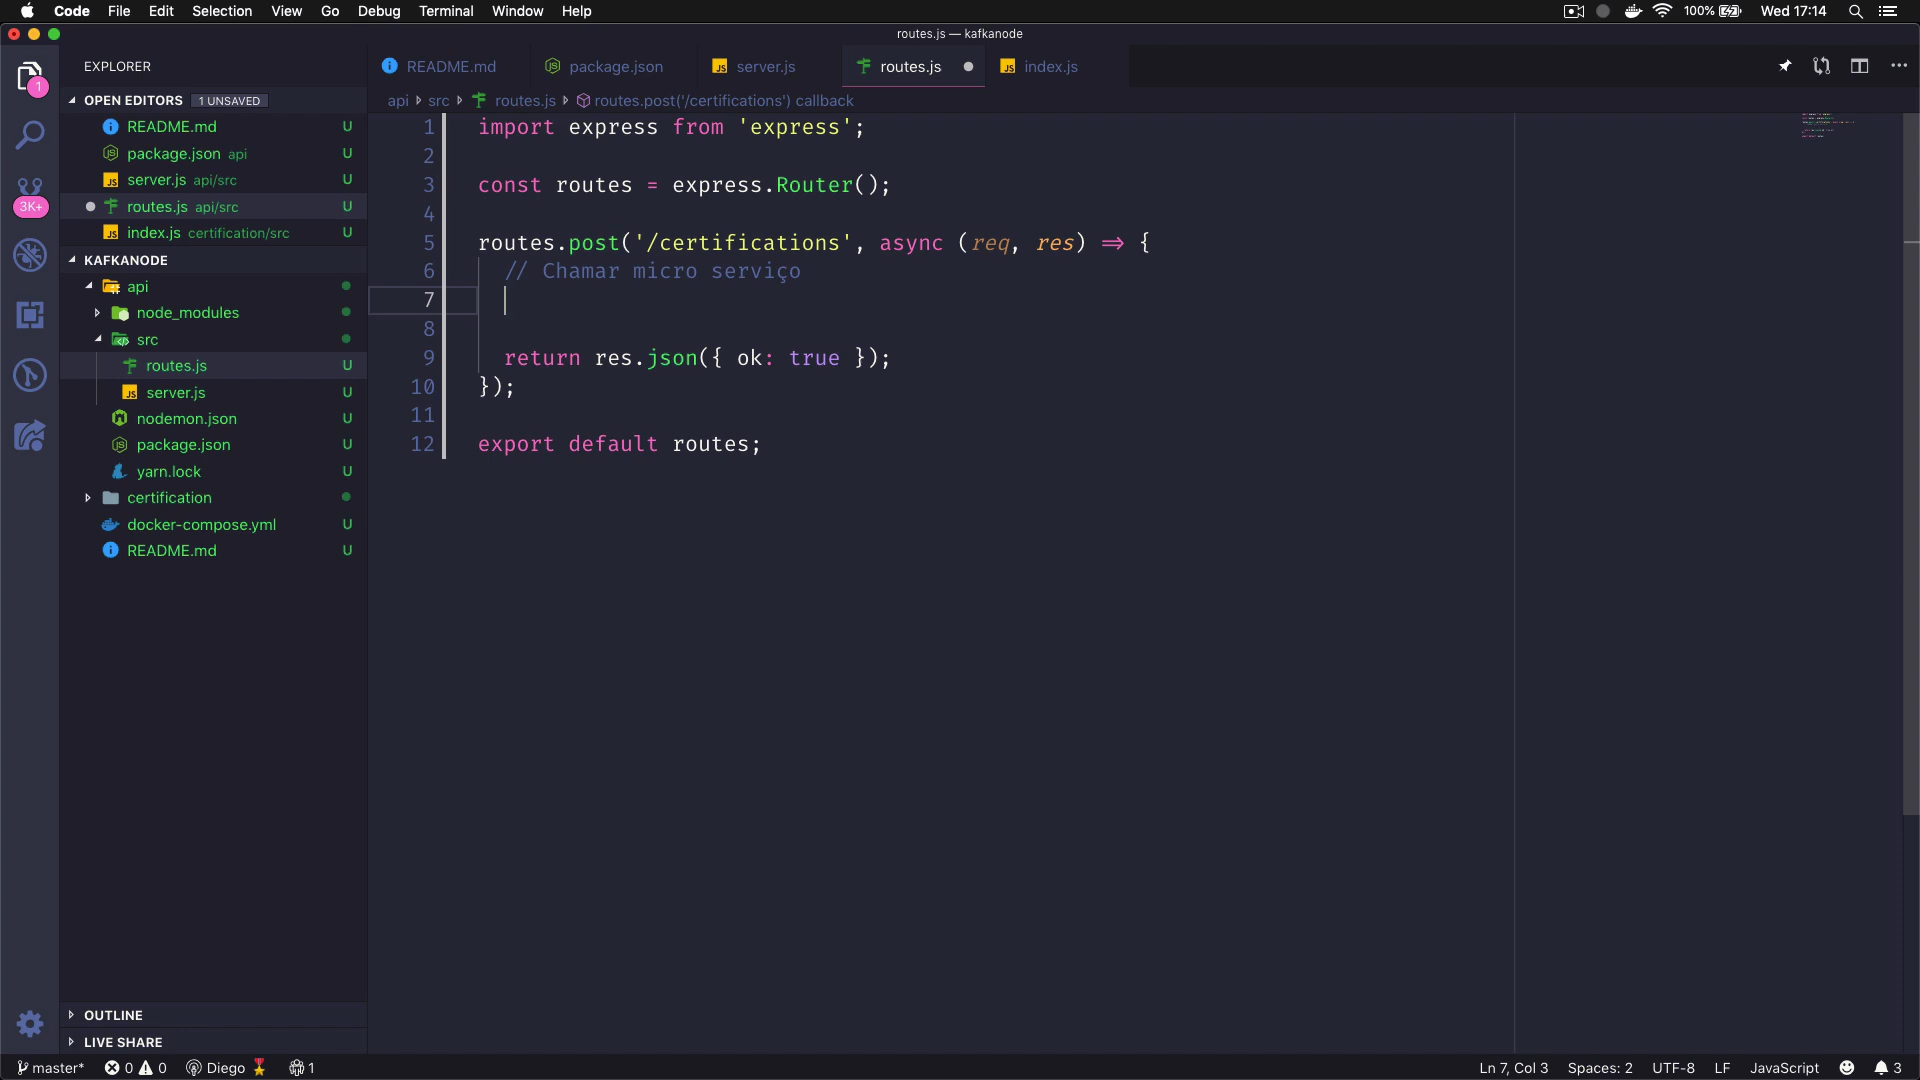 Code File Edit Selection View Go Debug Terminal Window Help 100% Wed 17:14
routes.js — kafkanode
EXPLORER
README.md package.json server.js routes.js index.js
OPEN EDITORS 1 UNSAVED
api src routes.js routes.post('/certifications') callback
README.md U
package.json api U
server.js api/src U
routes.js api/src U
index.js certification/src U
1
3K+
KAFKANODE
api
node_modules
src
routes.js U
server.js U
nodemon.json U
package.json U
yarn.lock U
certification
docker-compose.yml U
README.md U
OUTLINE
LIVE SHARE
1 import express from 'express';
2
3 const routes = express.Router();
4
5 routes.post('/certifications', async (req, res) => {
6 // Chamar micro serviço
7
8
9 return res.json({ ok: true });
10 });
11
12 export default routes;
master* 0 0 Diego 1 Ln 7, Col 3 Spaces: 2 UTF-8 LF JavaScript 3